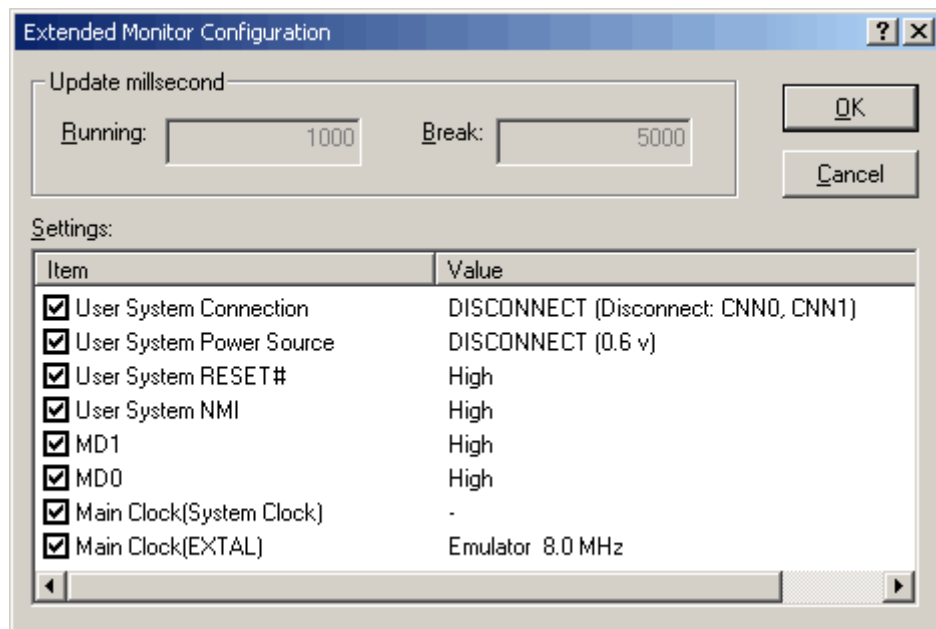 Extended Monitor Configuration
Update millsecond
Running: 1000 Break: 5000
OK
Cancel
Settings:
Item Value
User System Connection DISCONNECT (Disconnect: CNN0, CNN1)
User System Power Source DISCONNECT (0.6 v)
User System RESET# High
User System NMI High
MD1 High
MD0 High
Main Clock(System Clock) -
Main Clock(EXTAL) Emulator 8.0 MHz